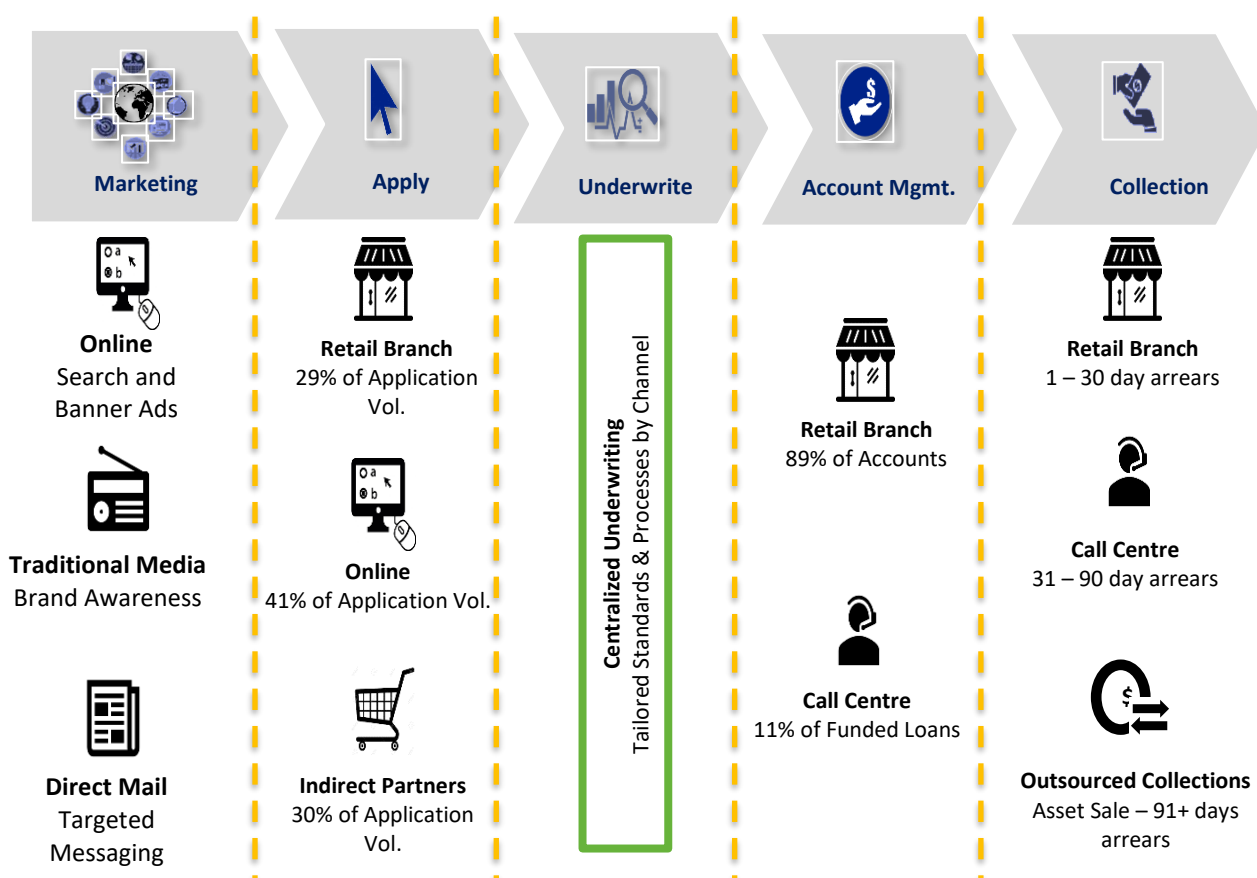 Marketing
Apply
Underwrite
Account Mgmt.
Collection
Online
Search and
Banner Ads
Traditional Media
Brand Awareness
Direct Mail
Targeted
Messaging
Retail Branch
29% of Application
Vol.
Online
41% of Application Vol.
Indirect Partners
30% of Application
Vol.
Centralized Underwriting
Tailored Standards & Processes by Channel
Retail Branch
89% of Accounts
Call Centre
11% of Funded Loans
Retail Branch
1 – 30 day arrears
Call Centre
31 – 90 day arrears
Outsourced Collections
Asset Sale – 91+ days
arrears